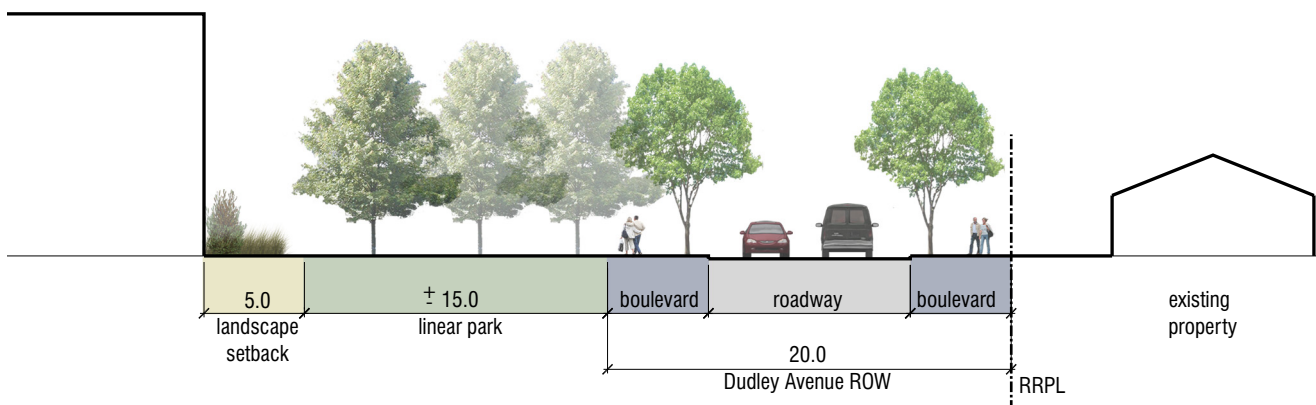 5.0
landscape
setback
± 15.0
linear park
boulevard
roadway
boulevard
20.0
Dudley Avenue ROW
RRPL
existing
property